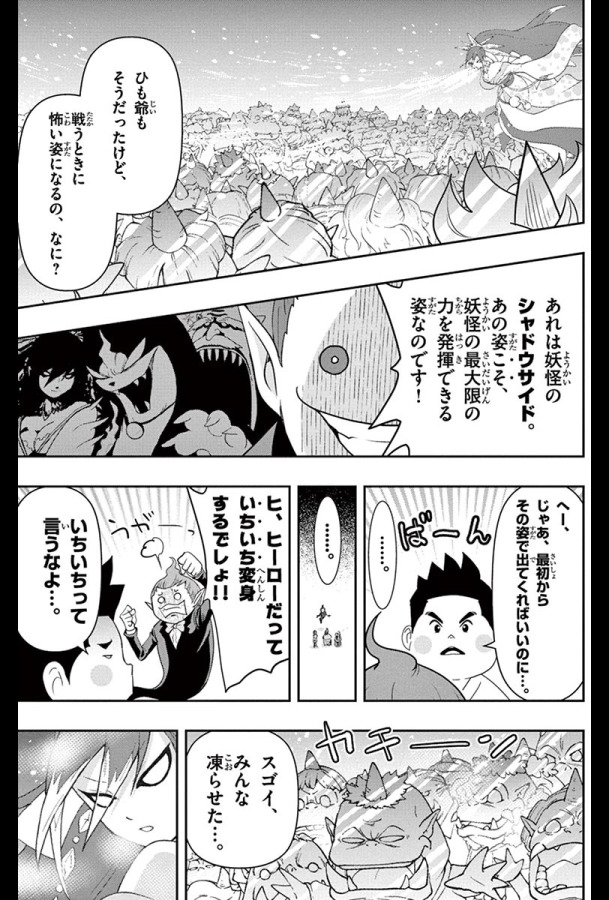 ひも爺も
そうだったけど、
戦うときに
怖い姿になるの、なに？
あれは妖怪の
シャドウサイド。
あの姿こそ、
妖怪の最大限の
力を発揮できる
姿なのです！
へー、
じゃあ、最初から
その姿で出てくればいいのに…。
ばーん
……。
……。
ヒ、ヒーローだって
いちいち変身
するでしょ!!
うがー
いちいちって
言うなよ…。
カキーン
スゴイ、
みんな
凍らせた…。